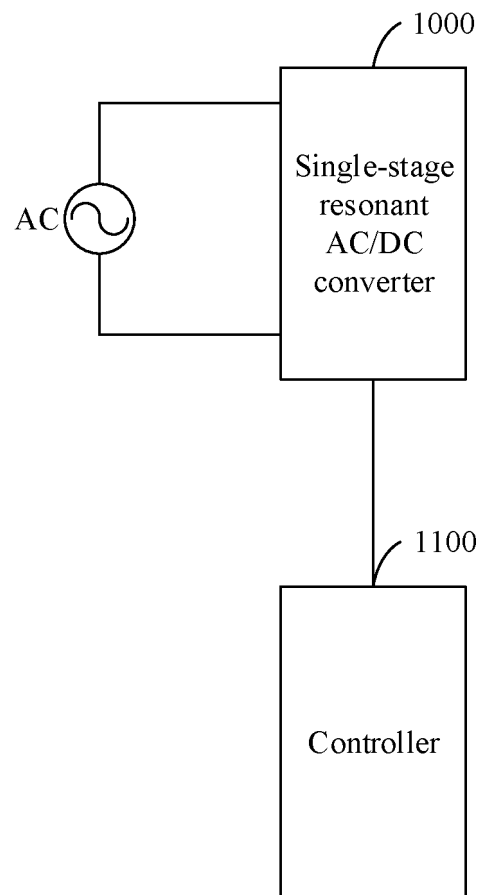 1000
Single-stage
resonant
AC/DC
converter
AC
1100
Controller